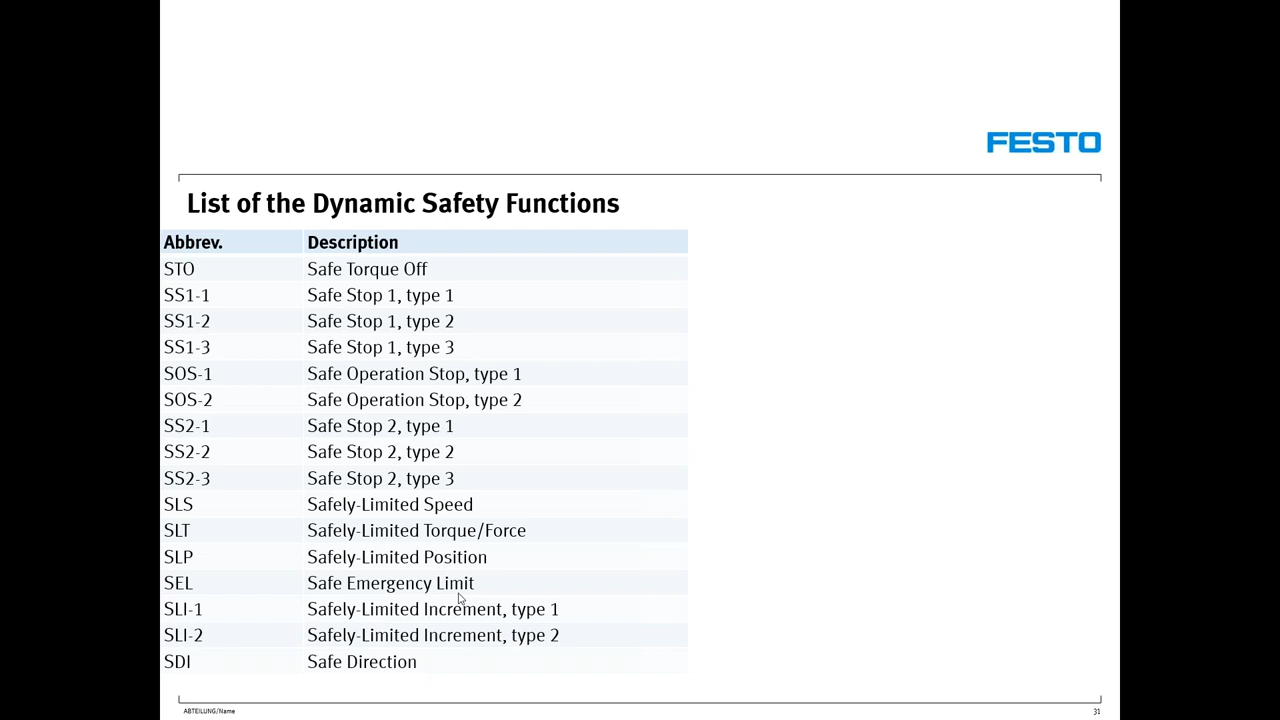 FESTO
List of the Dynamic Safety Functions
Abbrev. Description
STO Safe Torque Off
SS1-1 Safe Stop 1, type 1
SS1-2 Safe Stop 1, type 2
SS1-3 Safe Stop 1, type 3
SOS-1 Safe Operation Stop, type 1
SOS-2 Safe Operation Stop, type 2
SS2-1 Safe Stop 2, type 1
SS2-2 Safe Stop 2, type 2
SS2-3 Safe Stop 2, type 3
SLS Safely-Limited Speed
SLT Safely-Limited Torque/Force
SLP Safely-Limited Position
SEL Safe Emergency Limit
SLI-1 Safely-Limited Increment, type 1
SLI-2 Safely-Limited Increment, type 2
SDI Safe Direction
ABTEILUNG/Name 31